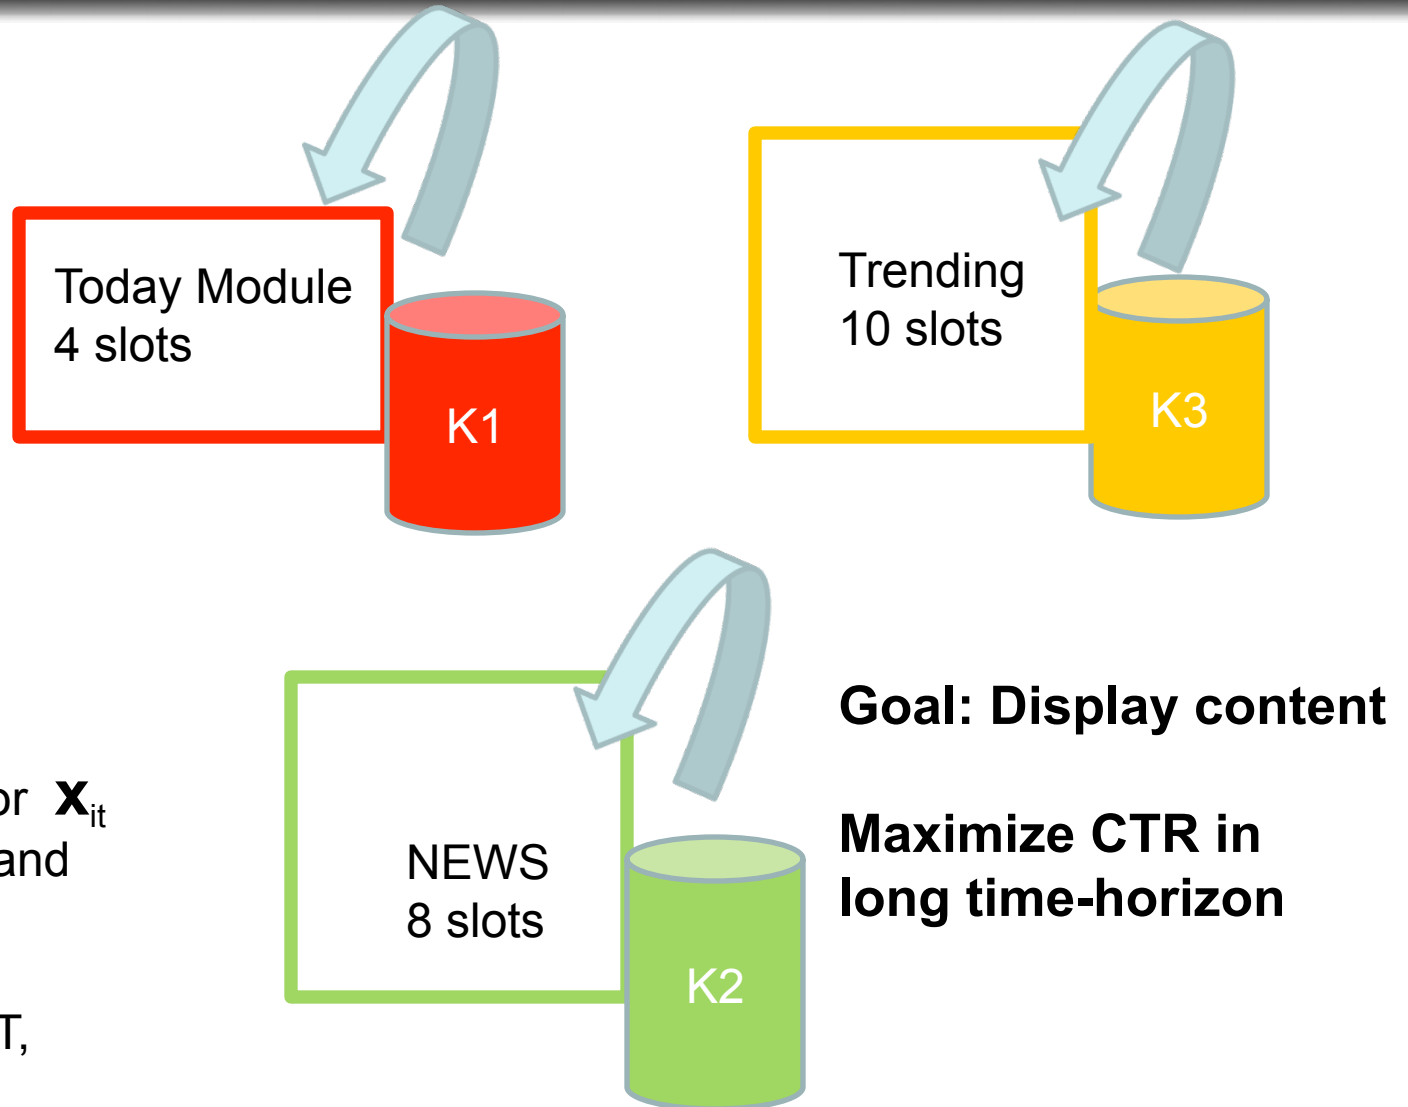 Today Module
4 slots
K1
Trending
10 slots
K3
or x_it
and
T,
NEWS
8 slots
K2
Goal: Display content
Maximize CTR in
long time-horizon